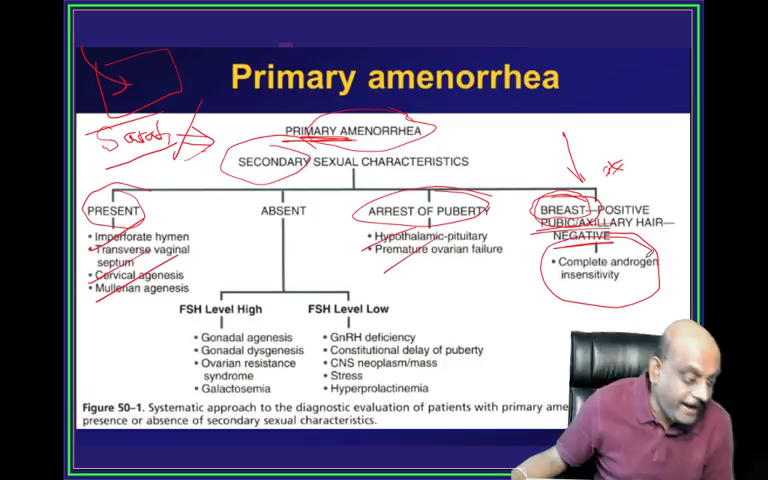 Primary amenorrhea
Sarah
PRIMARY AMENORRHEA
SECONDARY SEXUAL CHARACTERISTICS
PRESENT
• Imperforate hymen
• Transverse vaginal
septum
• Cervical agenesis
• Mullerian agenesis
ABSENT
FSH Level High
• Gonadal agenesis
• Gonadal dysgenesis
• Ovarian resistance
syndrome
• Galactosemia
FSH Level Low
• GnRH deficiency
• Constitutional delay of puberty
• CNS neoplasm/mass
• Stress
• Hyperprolactinemia
ARREST OF PUBERTY
• Hypothalamic-pituitary
• Premature ovarian failure
BREAST—POSITIVE
PUBIC/AXILLARY HAIR—
NEGATIVE
• Complete androgen
insensitivity
Figure 50–1. Systematic approach to the diagnostic evaluation of patients with primary ame
presence or absence of secondary sexual characteristics.